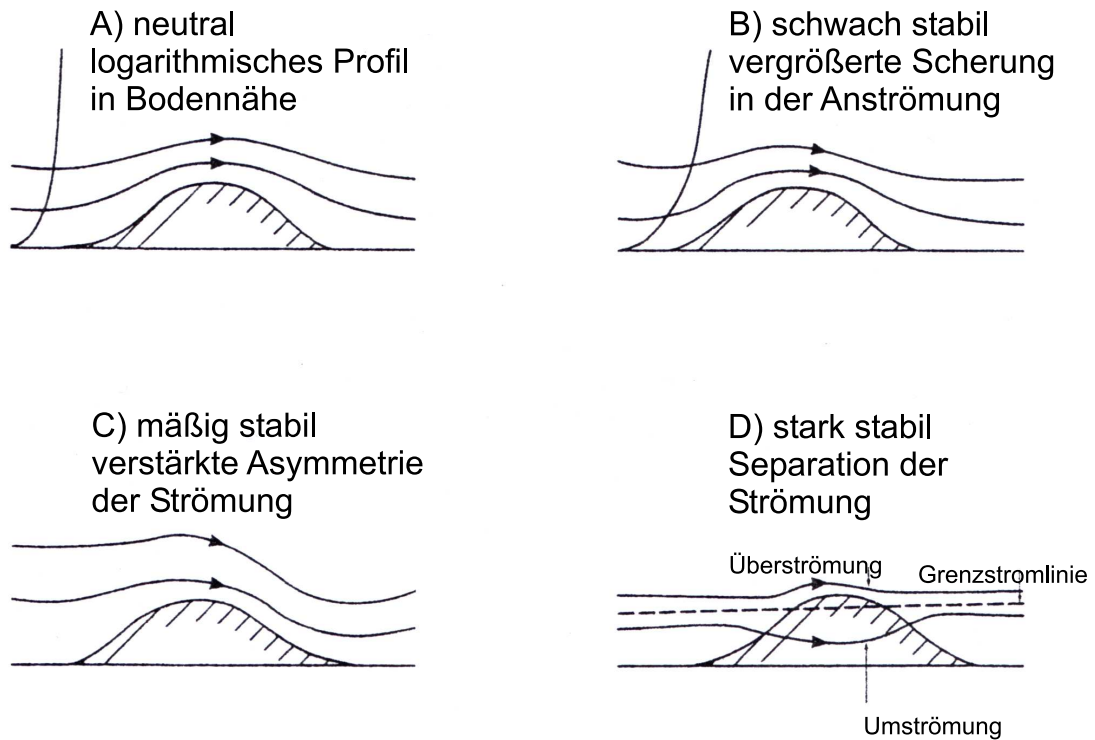 A) neutral
logarithmisches Profil
in Bodennähe
B) schwach stabil
vergrößerte Scherung
in der Anströmung
C) mäßig stabil
verstärkte Asymmetrie
der Strömung
D) stark stabil
Separation der
Strömung
Überströmung
Grenzstromlinie
Umströmung